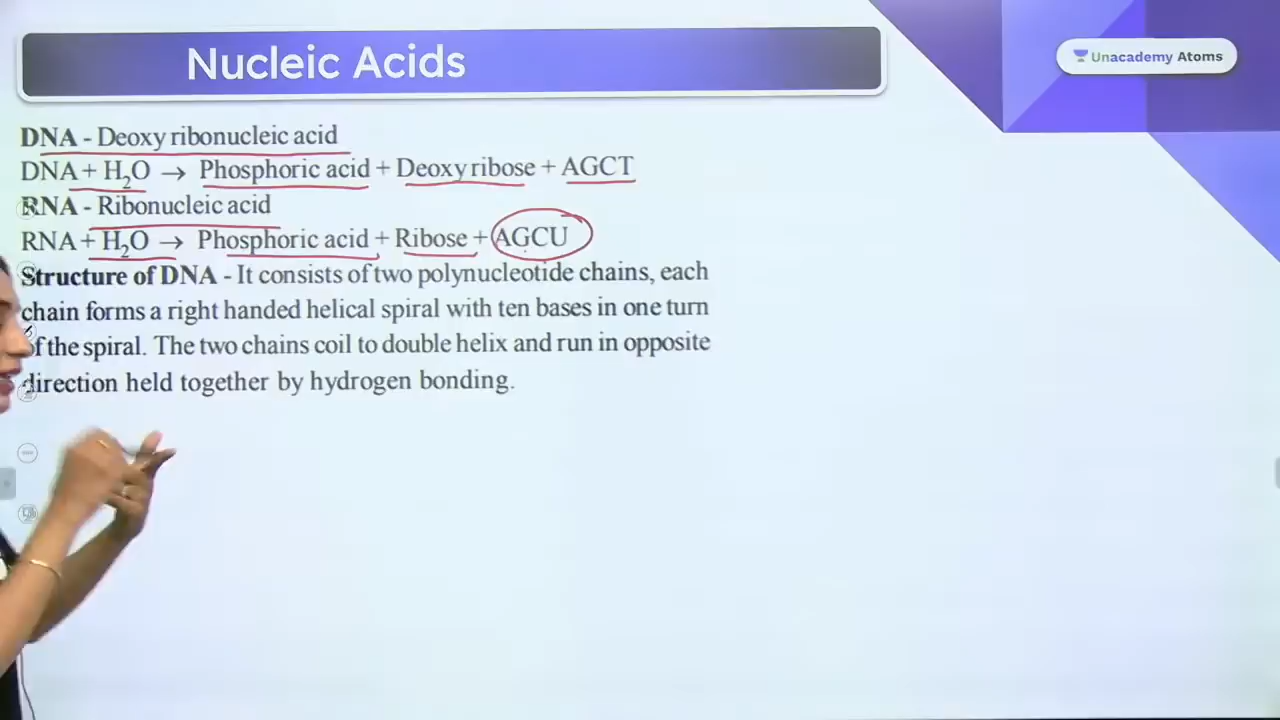 Nucleic Acids
Unacademy Atoms
DNA - Deoxy ribonucleic acid
DNA + H₂O → Phosphoric acid + Deoxy ribose + AGCT
RNA - Ribonucleic acid
RNA + H₂O → Phosphoric acid + Ribose + AGCU
Structure of DNA - It consists of two polynucleotide chains, each
chain forms a right handed helical spiral with ten bases in one turn
of the spiral. The two chains coil to double helix and run in opposite
direction held together by hydrogen bonding.